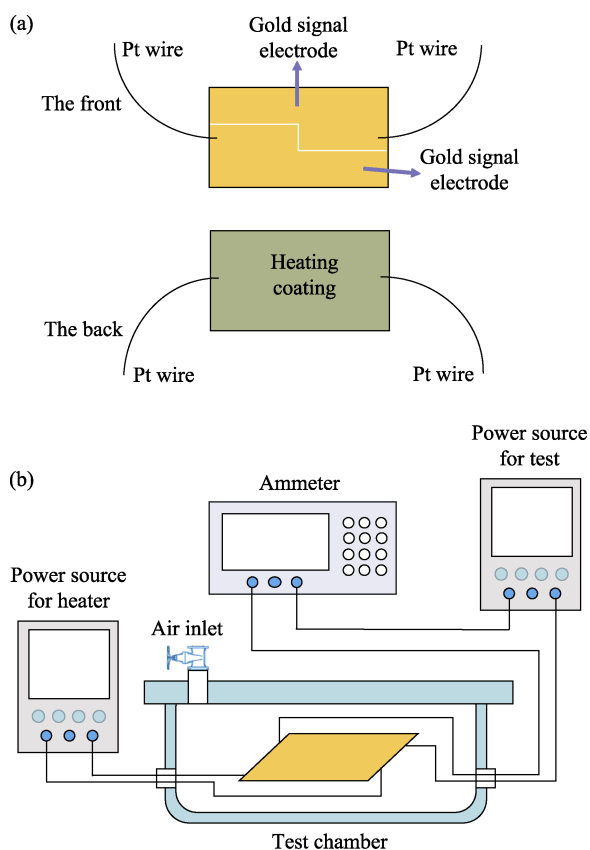 (a)
Gold signal
electrode
Pt wire
Pt wire
The front
Gold signal
electrode
Heating
coating
The back
Pt wire
Pt wire
(b)
Power source
for test
Ammeter
Power source
for heater
Air inlet
Test chamber